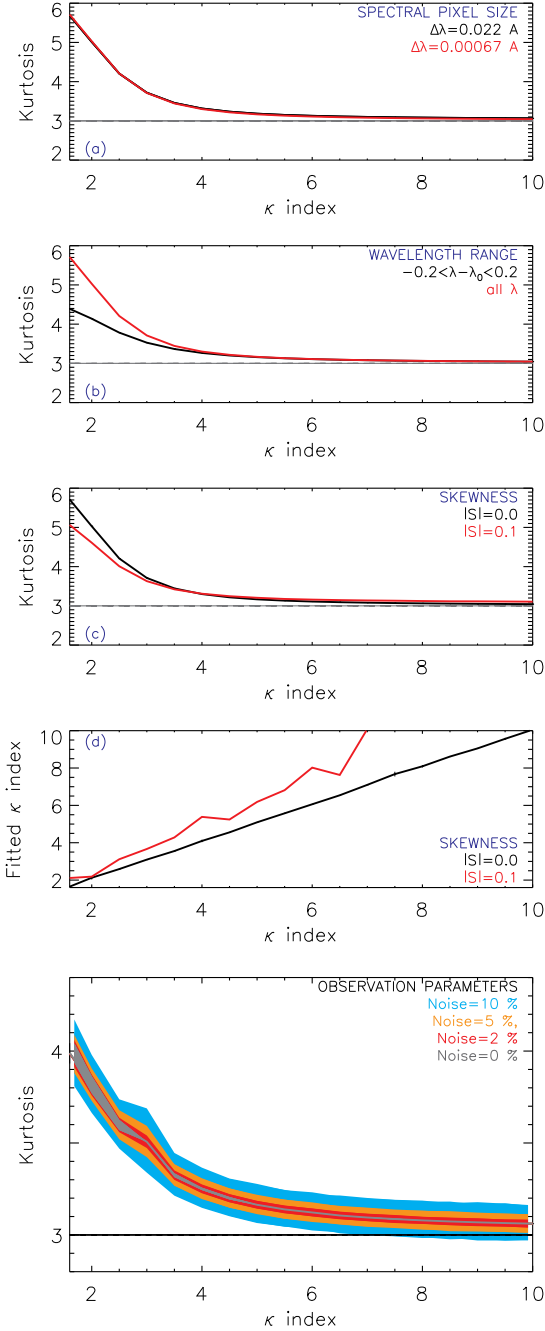 SPECTRAL PIXEL SIZE
Δλ=0.022 A
Δλ=0.00067 A
6
5
4
3
2
Kurtosis
(a)
2 4 6 8 10
κ index
WAVELENGTH RANGE
−0.2<λ−λ₀<0.2
all λ
6
5
4
3
2
Kurtosis
(b)
2 4 6 8 10
κ index
SKEWNESS
|S|=0.0
|S|=0.1
6
5
4
3
2
Kurtosis
(c)
2 4 6 8 10
κ index
(d)
10
8
6
4
2
Fitted κ index
SKEWNESS
|S|=0.0
|S|=0.1
2 4 6 8 10
κ index
OBSERVATION PARAMETERS
Noise=10 %
Noise=5 %,
Noise=2 %
Noise=0 %
4
3
Kurtosis
2 4 6 8 10
κ index